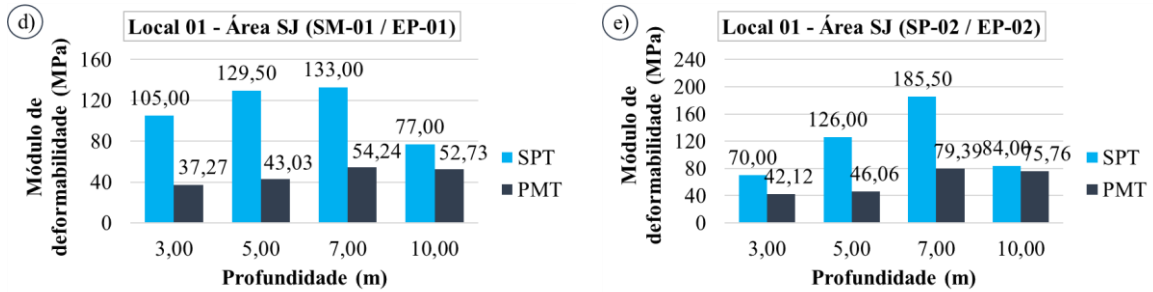 d)
Local 01 - Área SJ (SM-01 / EP-01)
Módulo de
deformabilidade (MPa)
160
120
80
40
0
105,00
129,50
133,00
77,00
37,27
43,03
54,24
52,73
3,00
5,00
7,00
10,00
Profundidade (m)
SPT
PMT
e)
Local 01 - Área SJ (SP-02 / EP-02)
Módulo de
deformabilidade (MPa)
240
200
160
120
80
40
0
70,00
126,00
185,50
84,00
42,12
46,06
79,39
75,76
3,00
5,00
7,00
10,00
Profundidade (m)
SPT
PMT